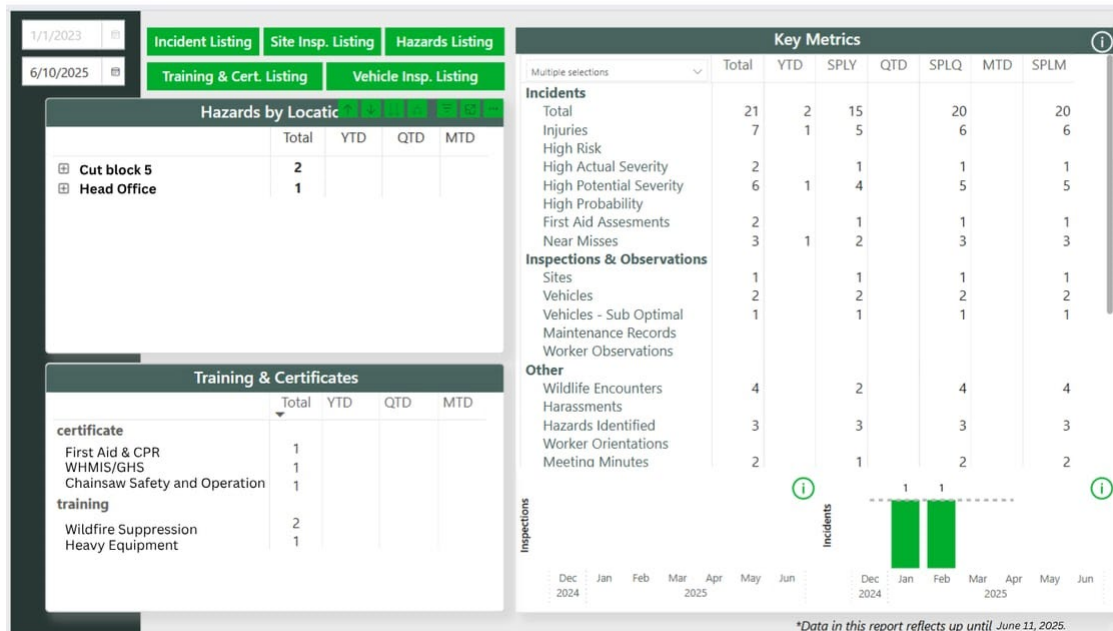 1/1/2023
6/10/2025
Incident Listing Site Insp. Listing Hazards Listing
Training & Cert. Listing Vehicle Insp. Listing
Hazards by Locatic
Total YTD QTD MTD
Cut block 5 2
Head Office 1
Training & Certificates
Total YTD QTD MTD
certificate
First Aid & CPR 1
WHMIS/GHS 1
Chainsaw Safety and Operation 1
training
Wildfire Suppression 2
Heavy Equipment 1
Key Metrics
Multiple selections Total YTD SPLY QTD SPLQ MTD SPLM
Incidents
Total 21 2 15 20 20
Injuries 7 1 5 6 6
High Risk
High Actual Severity 2 1 1 1
High Potential Severity 6 1 4 5 5
High Probability
First Aid Assesments 2 1 1 1
Near Misses 3 1 2 3 3
Inspections & Observations
Sites 1 1 1 1
Vehicles 2 2 2 2
Vehicles - Sub Optimal 1 1 1 1
Maintenance Records
Worker Observations
Other
Wildlife Encounters 4 2 4 4
Harassments
Hazards Identified 3 3 3 3
Worker Orientations
Meeting Minutes 2 1 2 2
Inspections
Dec Jan Feb Mar Apr May Jun
2024 2025
Incidents
1 1
Dec Jan Feb Mar Apr May Jun
2024 2025
*Data in this report reflects up until June 11, 2025.